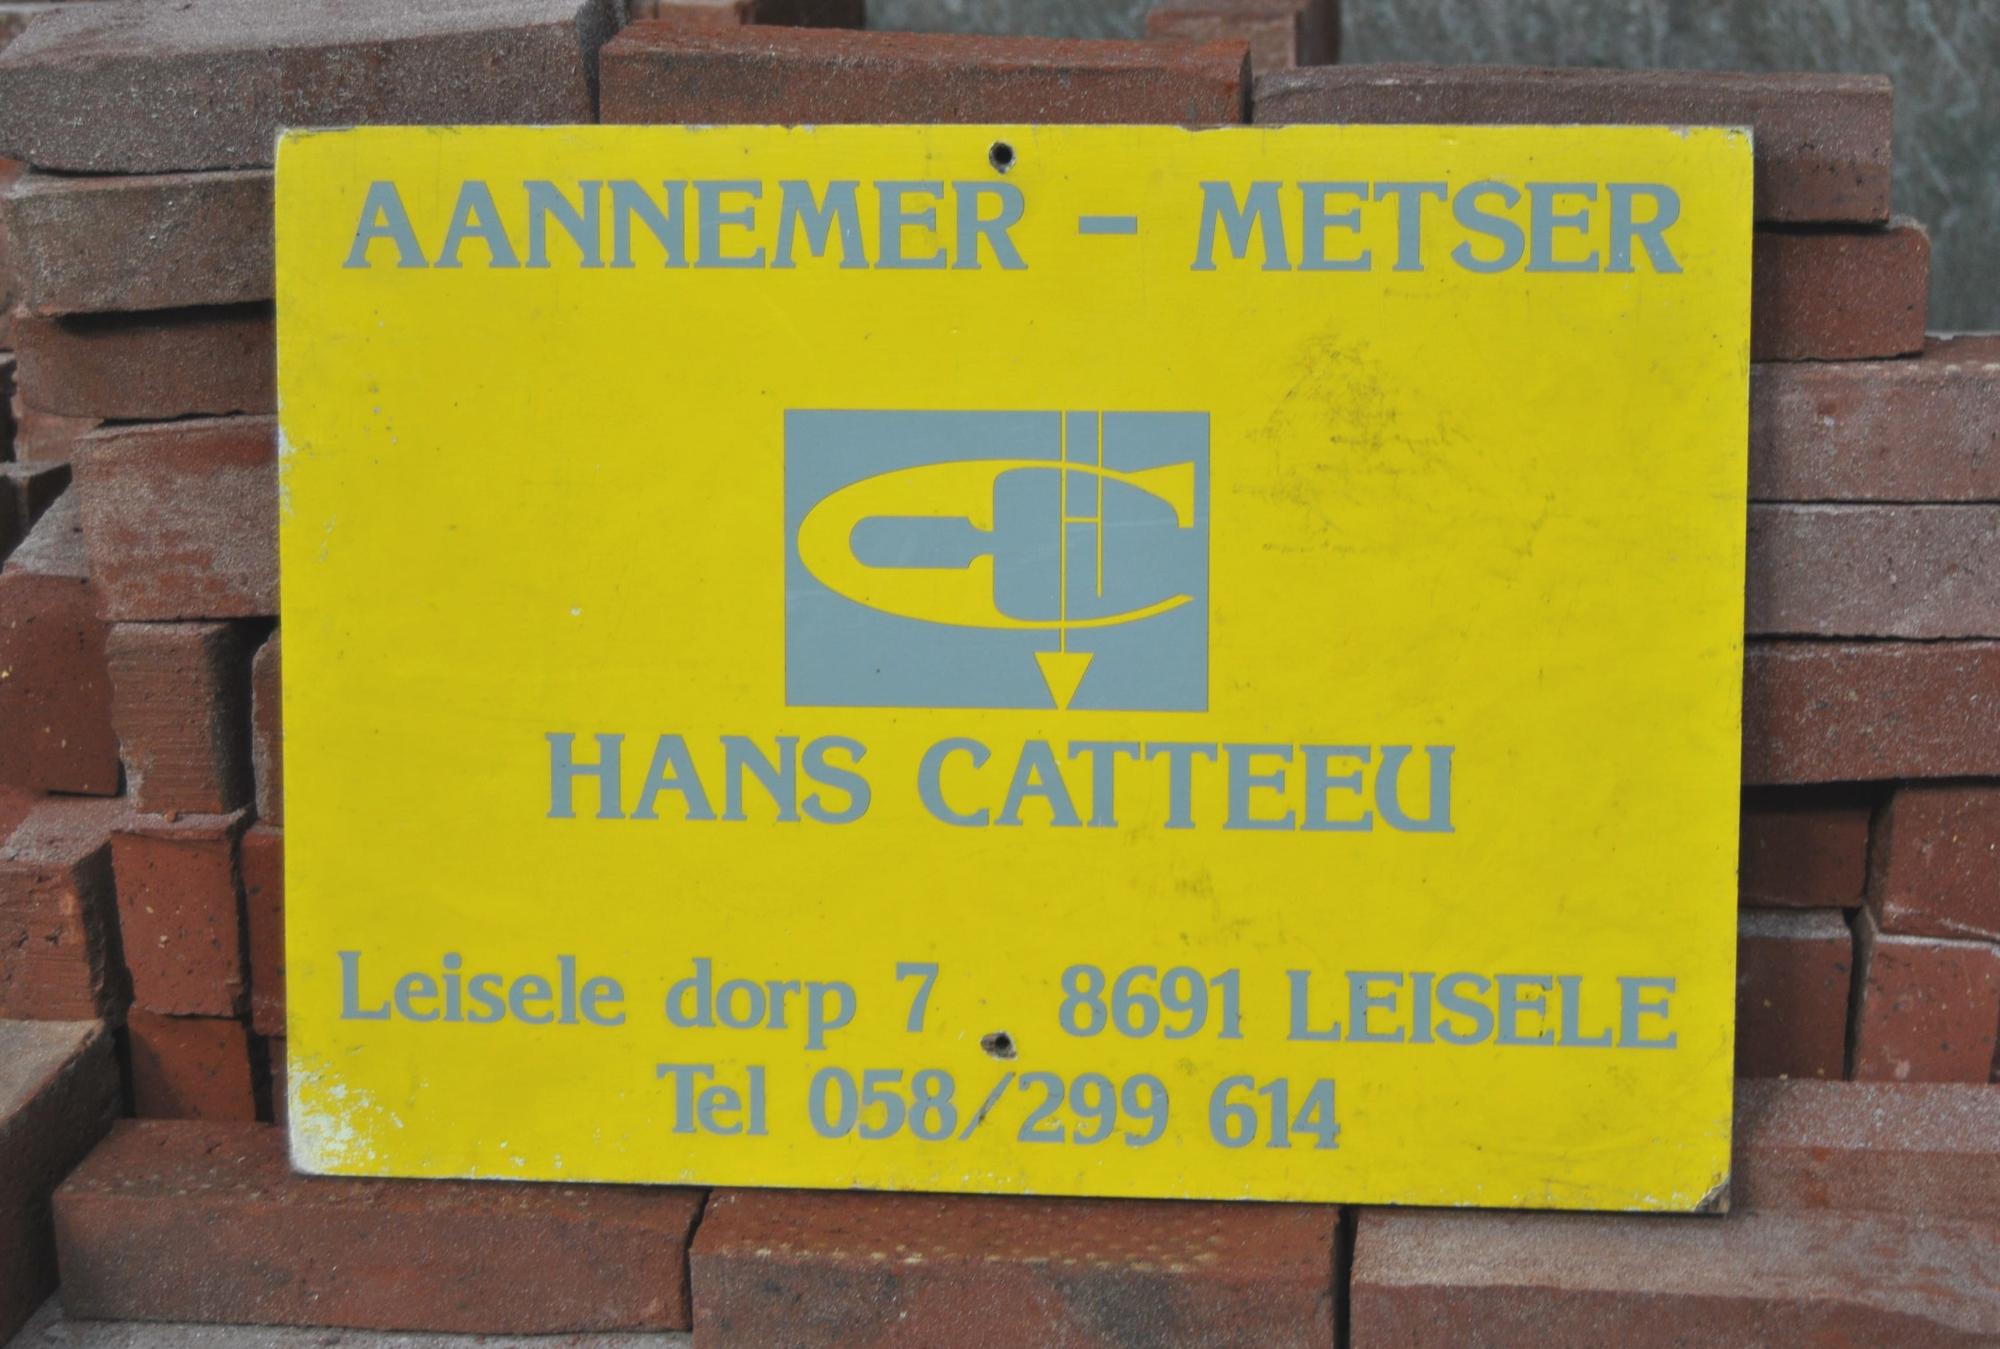 AANNEMER - METSER
HANS CATTEEU
Leisele dorp 7 8691 LEISELE
Tel 058/299 614